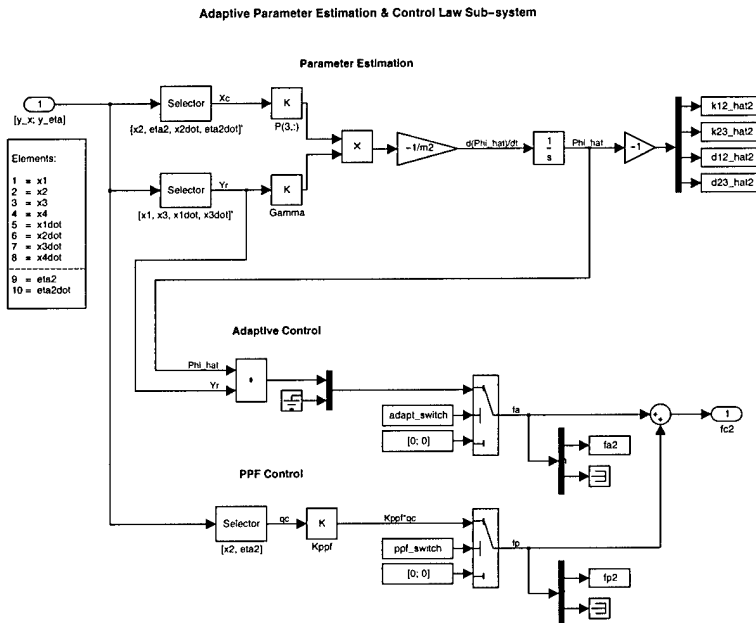 Adaptive Parameter Estimation & Control Law Sub-system
Parameter Estimation
1
[y_x; y_eta]
Selector
Xc
[x2, eta2, x2dot, eta2dot]'
K
P(3,:)
Selector
Yr
[x1, x3, x1dot, x3dot]'
K
Gamma
×
-1/m2
d(Phi_hat)/dt
1
s
Phi_hat
-1
k12_hat2
k23_hat2
d12_hat2
d23_hat2
Elements:
1 = x1
2 = x2
3 = x3
4 = x4
5 = x1dot
6 = x2dot
7 = x3dot
8 = x4dot
9 = eta2
10 = eta2dot
Adaptive Control
Phi_hat
Yr
adapt_switch
[0; 0]
fa
fa2
1
fc2
PPF Control
Selector
qc
[x2, eta2]
K
Kppf
Kppf*qc
ppf_switch
[0; 0]
fp
fp2